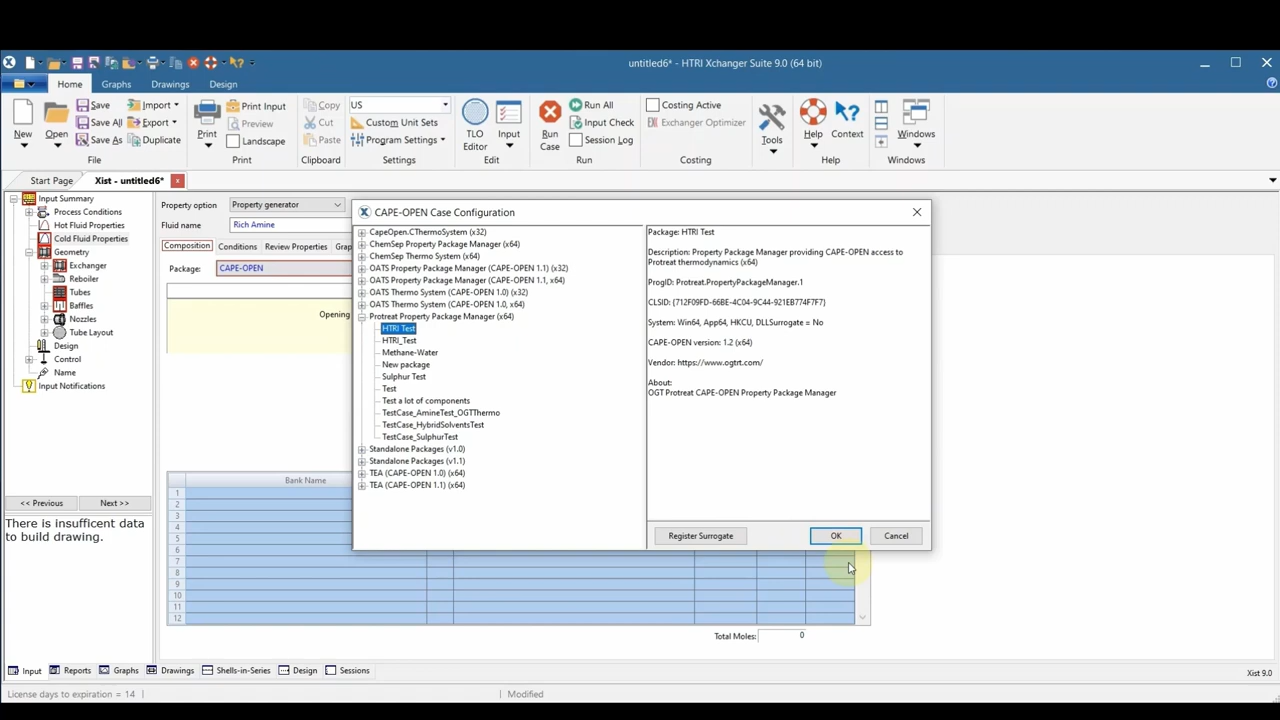 untitled6* - HTRI Xchanger Suite 9.0 (64 bit)
Home Graphs Drawings Design
New
Open
Save
Save All
Save As
Import
Export
Duplicate
File
Print
Print Input
Preview
Landscape
Print
Copy
Cut
Paste
Clipboard
US
Custom Unit Sets
Program Settings
Settings
TLO Editor
Input
Edit
Run Case
Run All
Input Check
Session Log
Run
Costing Active
Exchanger Optimizer
Costing
Tools
Help
Context
Help
Windows
Windows
Start Page
Xist - untitled6*
x
Input Summary
Process Conditions
Hot Fluid Properties
Cold Fluid Properties
Geometry
Exchanger
Reboiler
Tubes
Baffles
Nozzles
Tube Layout
Design
Control
Name
Input Notifications
<< Previous
Next >>
There is insufficent data
to build drawing.
Property option
Property generator
Fluid name
Rich Amine
Composition Conditions Review Properties Gra
Package:
CAPE-OPEN
Opening
Bank Name
1
2
3
4
5
6
7
8
9
10
11
12
Total Moles: 0
CAPE-OPEN Case Configuration
CapeOpen.CThermoSystem (x32)
ChemSep Property Package Manager (x64)
ChemSep Thermo System (x64)
OATS Property Package Manager (CAPE-OPEN 1.1) (x32)
OATS Property Package Manager (CAPE-OPEN 1.1, x64)
OATS Thermo System (CAPE-OPEN 1.0) (x32)
OATS Thermo System (CAPE-OPEN 1.0, x64)
Protreat Property Package Manager (x64)
HTRI Test
HTRI_Test
Methane-Water
New package
Sulphur Test
Test
Test a lot of components
TestCase_AmineTest_OGTThermo
TestCase_HybridSolventsTest
TestCase_SulphurTest
Standalone Packages (v1.0)
Standalone Packages (v1.1)
TEA (CAPE-OPEN 1.0) (x64)
TEA (CAPE-OPEN 1.1) (x64)
Package: HTRI Test
Description: Property Package Manager providing CAPE-OPEN access to
Protreat thermodynamics (x64)
ProgID: Protreat.PropertyPackageManager.1
CLSID: {712F09FD-66BE-4C04-9C44-921EB774F7F7}
System: Win64, App64, HKCU, DLLSurrogate = No
CAPE-OPEN version: 1.2 (x64)
Vendor: https://www.ogtrt.com/
About:
OGT Protreat CAPE-OPEN Property Package Manager
Register Surrogate
OK
Cancel
Input Reports Graphs Drawings Shells-in-Series Design Sessions
Xist 9.0
License days to expiration = 14
Modified